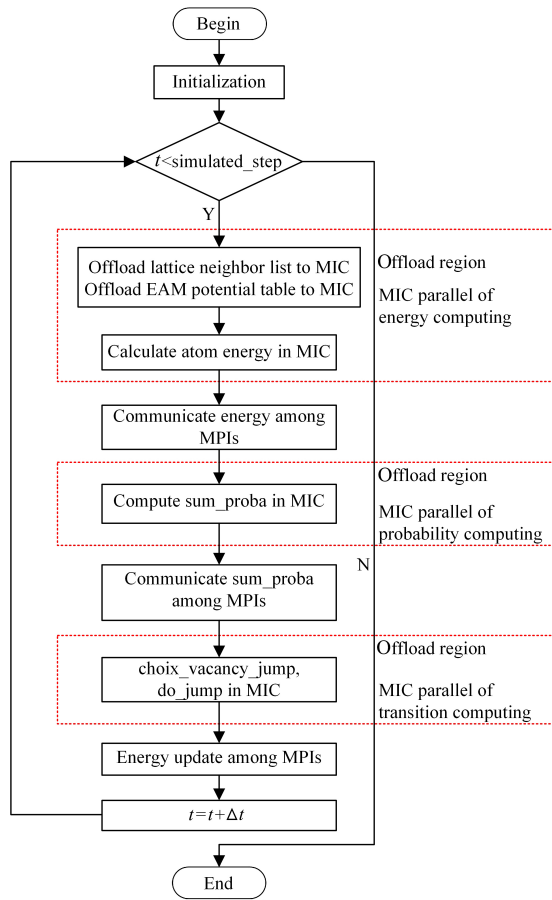 Begin
Initialization
t<simulated_step
Y
Offload lattice neighbor list to MIC
Offload EAM potential table to MIC
Offload region
MIC parallel of
energy computing
Calculate atom energy in MIC
Communicate energy among
MPIs
Offload region
Compute sum_proba in MIC
MIC parallel of
probability computing
N
Communicate sum_proba
among MPIs
Offload region
choix_vacancy_jump,
do_jump in MIC
MIC parallel of
transition computing
Energy update among MPIs
t=t+Δt
End